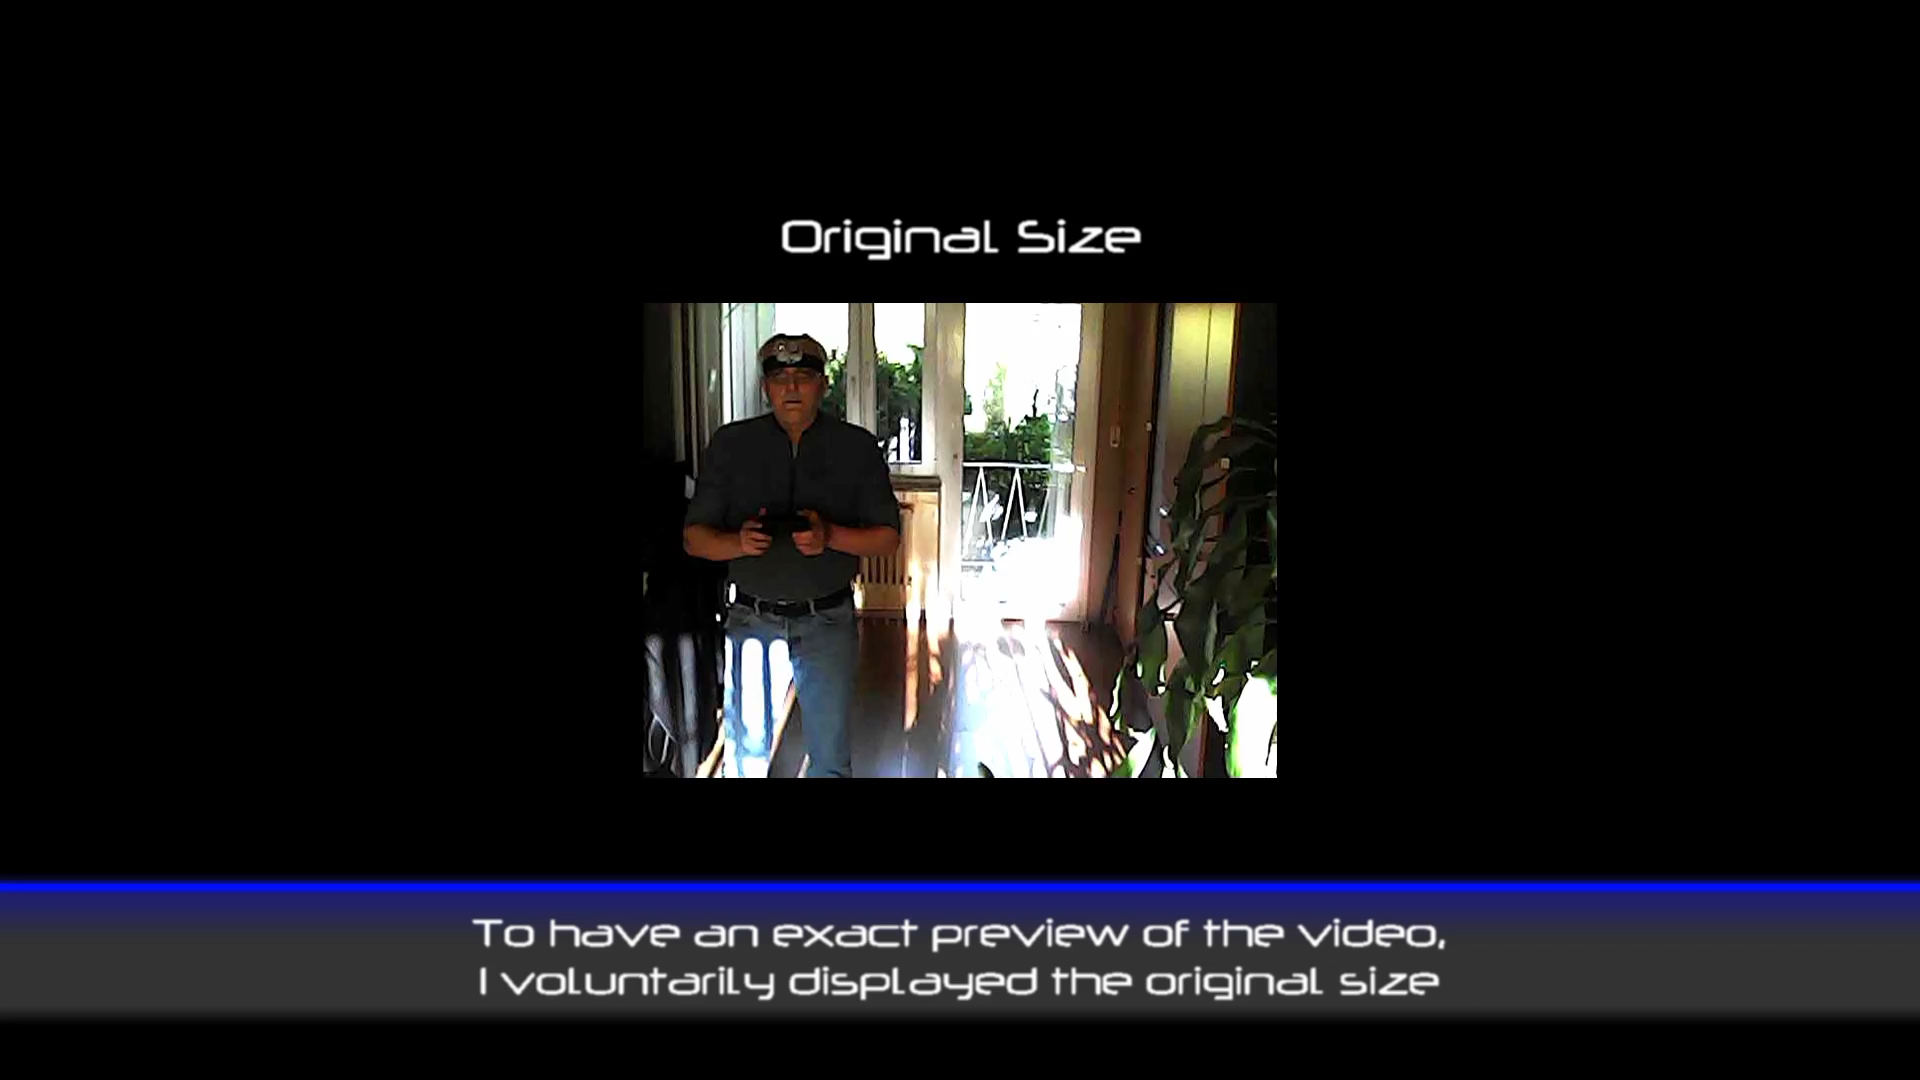 Original Size
To have an exact preview of the video,
I voluntarily displayed the original size